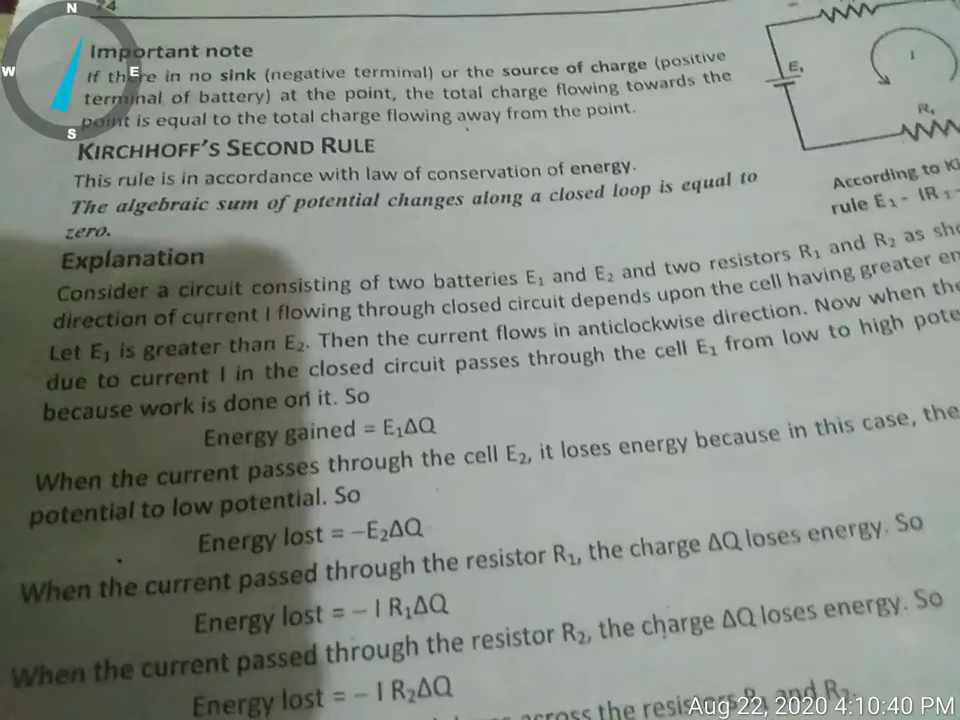 24
N
W
E
S
Important note
If there in no sink (negative terminal) or the source of charge (positive
terminal of battery) at the point, the total charge flowing towards the
point is equal to the total charge flowing away from the point.
KIRCHHOFF'S SECOND RULE
This rule is in accordance with law of conservation of energy.
The algebraic sum of potential changes along a closed loop is equal to
zero.
E₁
I
R₁
According to
rule E₁ - IR₁ -
Explanation
Consider a circuit consisting of two batteries E₁ and E₂ and two resistors R₁ and R₂ as
direction of current I flowing through closed circuit depends upon the cell having greater
Let E₁ is greater than E₂. Then the current flows in anticlockwise direction. Now when the
due to current I in the closed circuit passes through the cell E₁ from low to high
because work is done on it. So
Energy gained = E₁ΔQ
When the current passes through the cell E₂, it loses energy because in this case, the
potential to low potential. So
Energy lost = −E₂ΔQ
When the current passed through the resistor R₁, the charge ΔQ loses energy. So
Energy lost = − I R₁ΔQ
When the current passed through the resistor R₂, the charge ΔQ loses energy. So
Energy lost = − I R₂ΔQ
across the resistors R₁ and R₂.
Aug 22, 2020 4:10:40 PM